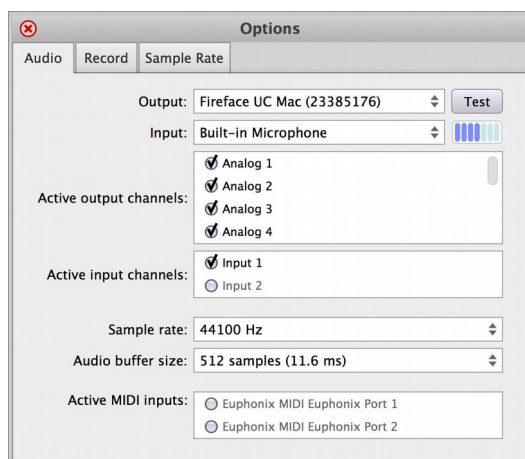 Options
Audio Record Sample Rate
Output: Fireface UC Mac (23385176) Test
Input: Built-in Microphone
Active output channels:
Analog 1
Analog 2
Analog 3
Analog 4
Active input channels:
Input 1
Input 2
Sample rate: 44100 Hz
Audio buffer size: 512 samples (11.6 ms)
Active MIDI inputs:
Euphonix MIDI Euphonix Port 1
Euphonix MIDI Euphonix Port 2